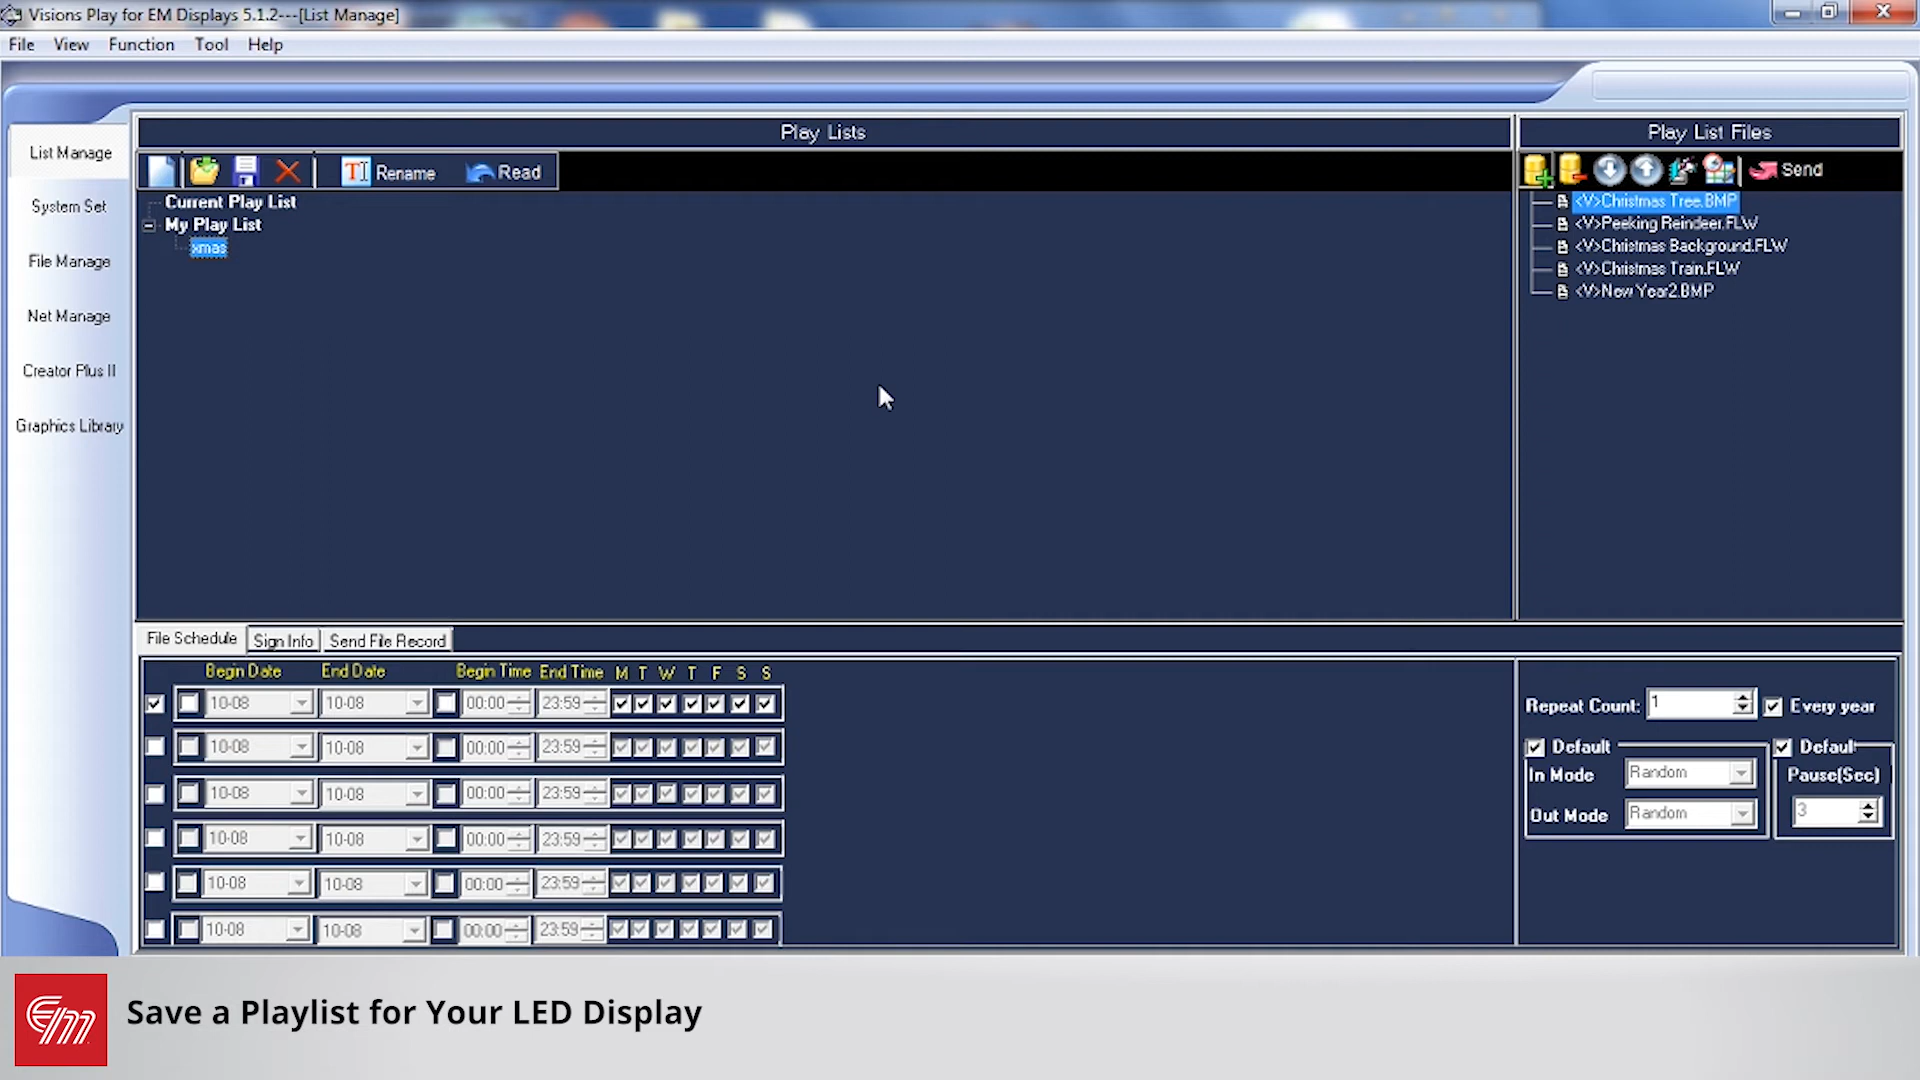 Visions Play for EM Displays 5.1.2---[List Manage]
File View Function Tool Help
List Manage
System Set
File Manage
Net Manage
Creator Plus II
Graphics Library
Play Lists
Rename Read
Current Play List
My Play List
xmas
Play List Files
Send
<V>Christmas Tree.BMP
<V>Peeking Reindeer.FLW
<V>Christmas Background.FLW
<V>Christmas Train.FLW
<V>New Year2.BMP
File Schedule Sign Info Send File Record
Begin Date End Date Begin Time End Time M T W T F S S
10-08 10-08 00:00 23:59
10-08 10-08 00:00 23:59
10-08 10-08 00:00 23:59
10-08 10-08 00:00 23:59
10-08 10-08 00:00 23:59
10-08 10-08 00:00 23:59
Repeat Count: 1 Every year
Default
In Mode Random
Out Mode Random
Defaul
Pause(Sec)
3
EM
Save a Playlist for Your LED Display